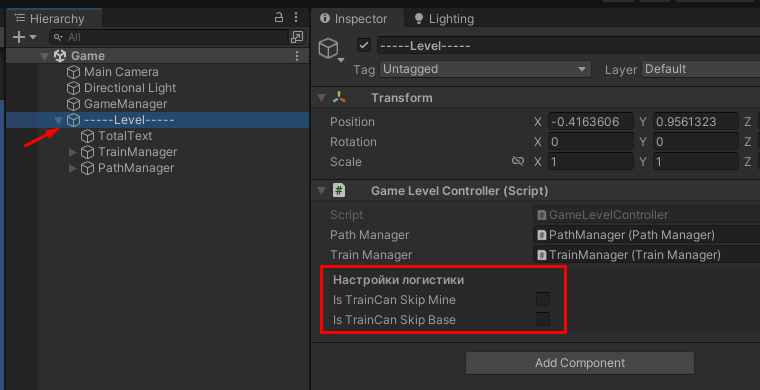 Hierarchy
All
Game
Main Camera
Directional Light
GameManager
-----Level-----
TotalText
TrainManager
PathManager
Inspector
Lighting
-----Level-----
Tag Untagged Layer Default
Transform
Position X -0.4163606 Y 0.9561323 Z
Rotation X 0 Y 0 Z
Scale X 1 Y 1 Z
# Game Level Controller (Script)
Script # GameLevelController
Path Manager # PathManager (Path Manager)
Train Manager # TrainManager (Train Manager)
Настройки логистики
Is TrainCan Skip Mine
Is TrainCan Skip Base
Add Component